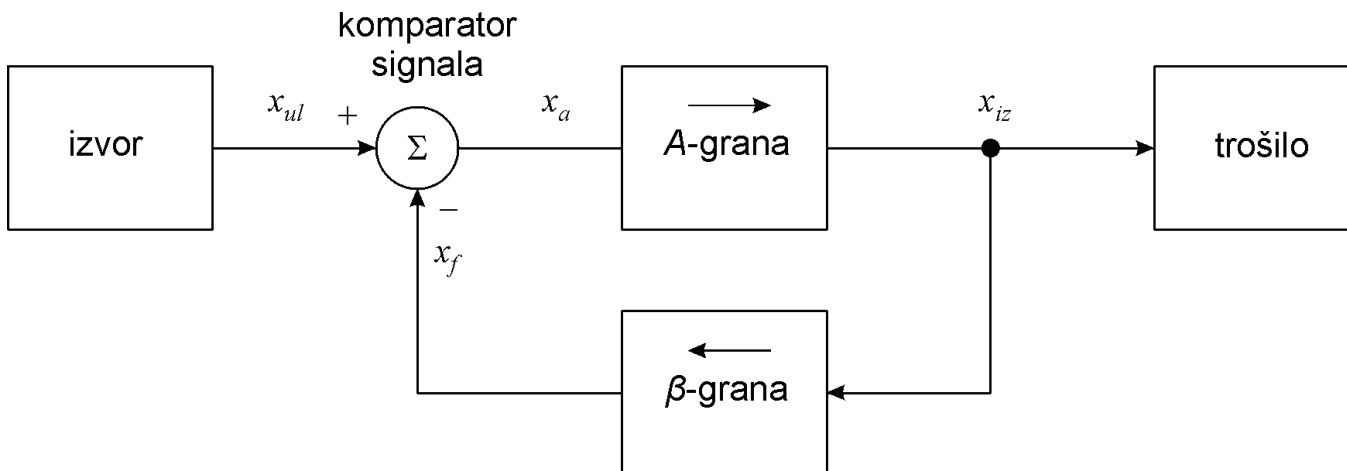 komparator
signala
izvor
x_ul
+
Σ
x_a
A-grana
x_iz
trošilo
−
x_f
β-grana